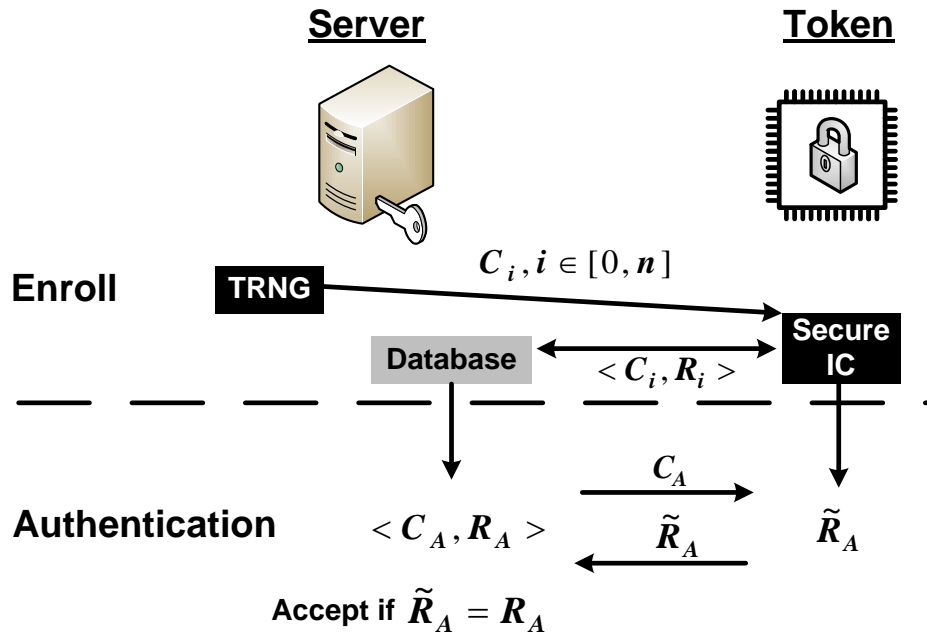 Server
Token
C_i, i ∈ [0, n]
Enroll
TRNG
Secure
IC
Database
< C_i, R_i >
C_A
Authentication
< C_A, R_A >
R̃_A
R̃_A
Accept if R̃_A = R_A